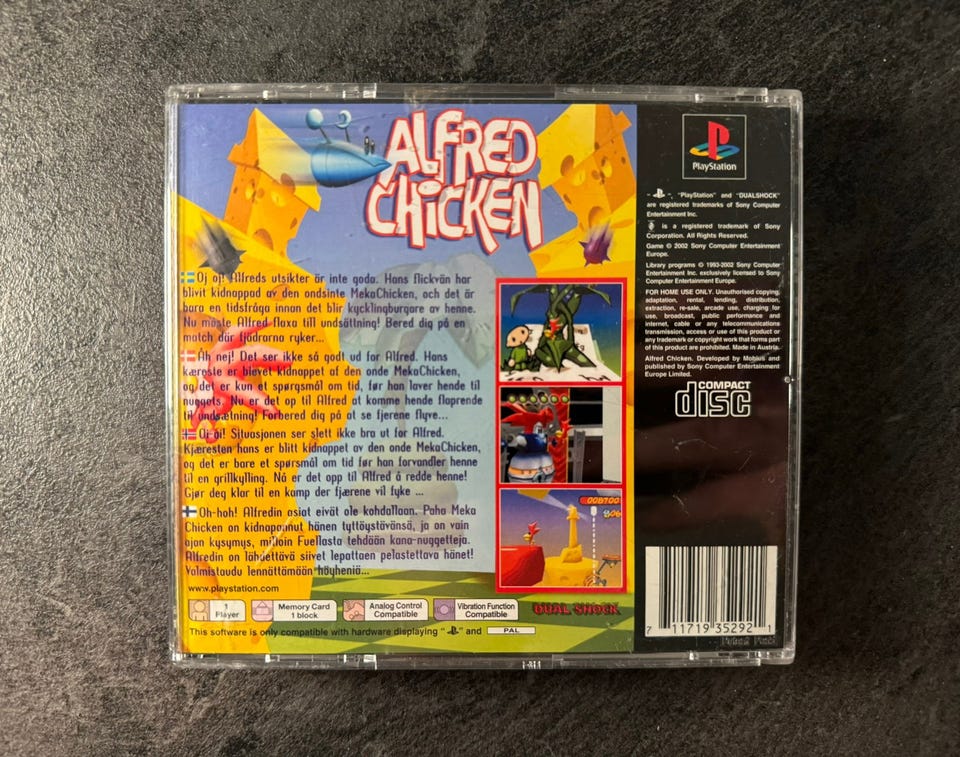 ALFRED
CHICKEN
Oj oj! Alfreds utsikter är inte goda. Hans flickvän har
blivit kidnappad av den ondsinte MekaChicken, och det är
bara en tidsfråga innan det blir kycklingburgare av henne.
Nu måste Alfred flaxa till undsättning! Bered dig på en
match där fjädrarna ryker...
Åh nej! Det ser ikke så godt ud for Alfred. Hans
kæreste er blevet kidnappet af den onde MekaChicken,
og det er kun et spørgsmål om tid, før han laver hende til
nuggets. Nu er det op til Alfred at komme hende flaprende
til undsætning! Forbered dig på at se fjerene flyve...
Oi oi! Situasjonen ser slett ikke bra ut for Alfred.
Kjæresten hans er blitt kidnappet av den onde MekaChicken,
og det er bare et spørsmål om tid før han forvandler henne
til en grillkylling. Nå er det opp til Alfred å redde henne!
Gjør deg klar til en kamp der fjærene vil fyke ...
Oh-hoh! Alfredin asiat eivät ole kohdallaan. Paha Meka
Chicken on kidnapannut hänen tyttöystävänsä, ja on vain
ajan kysymys, milloin Fuellasta tehdään kana-nuggetteja.
Alfredin on lähdettävä siivet lepattaen pelastettava hänet!
Valmistaudu lennättämään höyheniä...
www.playstation.com
1
Player
Memory Card
1 block
Analog Control
Compatible
Vibration Function
Compatible
DUAL SHOCK
This software is only compatible with hardware displaying " " and PAL
008700
PlayStation
" ", "PlayStation" and "DUALSHOCK"
are registered trademarks of Sony Computer
Entertainment Inc.
is a registered trademark of Sony
Corporation. All Rights Reserved.
Game © 2002 Sony Computer Entertainment
Europe.
Library programs © 1993-2002 Sony Computer
Entertainment Inc. exclusively licensed to Sony
Computer Entertainment Europe.
FOR HOME USE ONLY. Unauthorised copying,
adaptation, rental, lending, distribution,
extraction, re-sale, arcade use, charging for
use, broadcast, public performance and
internet, cable or any telecommunications
transmission, access or use of this product or
any trademark or copyright work that forms part
of this product are prohibited. Made in Austria.
Alfred Chicken. Developed by Mobius and
published by Sony Computer Entertainment
Europe Limited.
COMPACT
disc
7 11719 35292 1